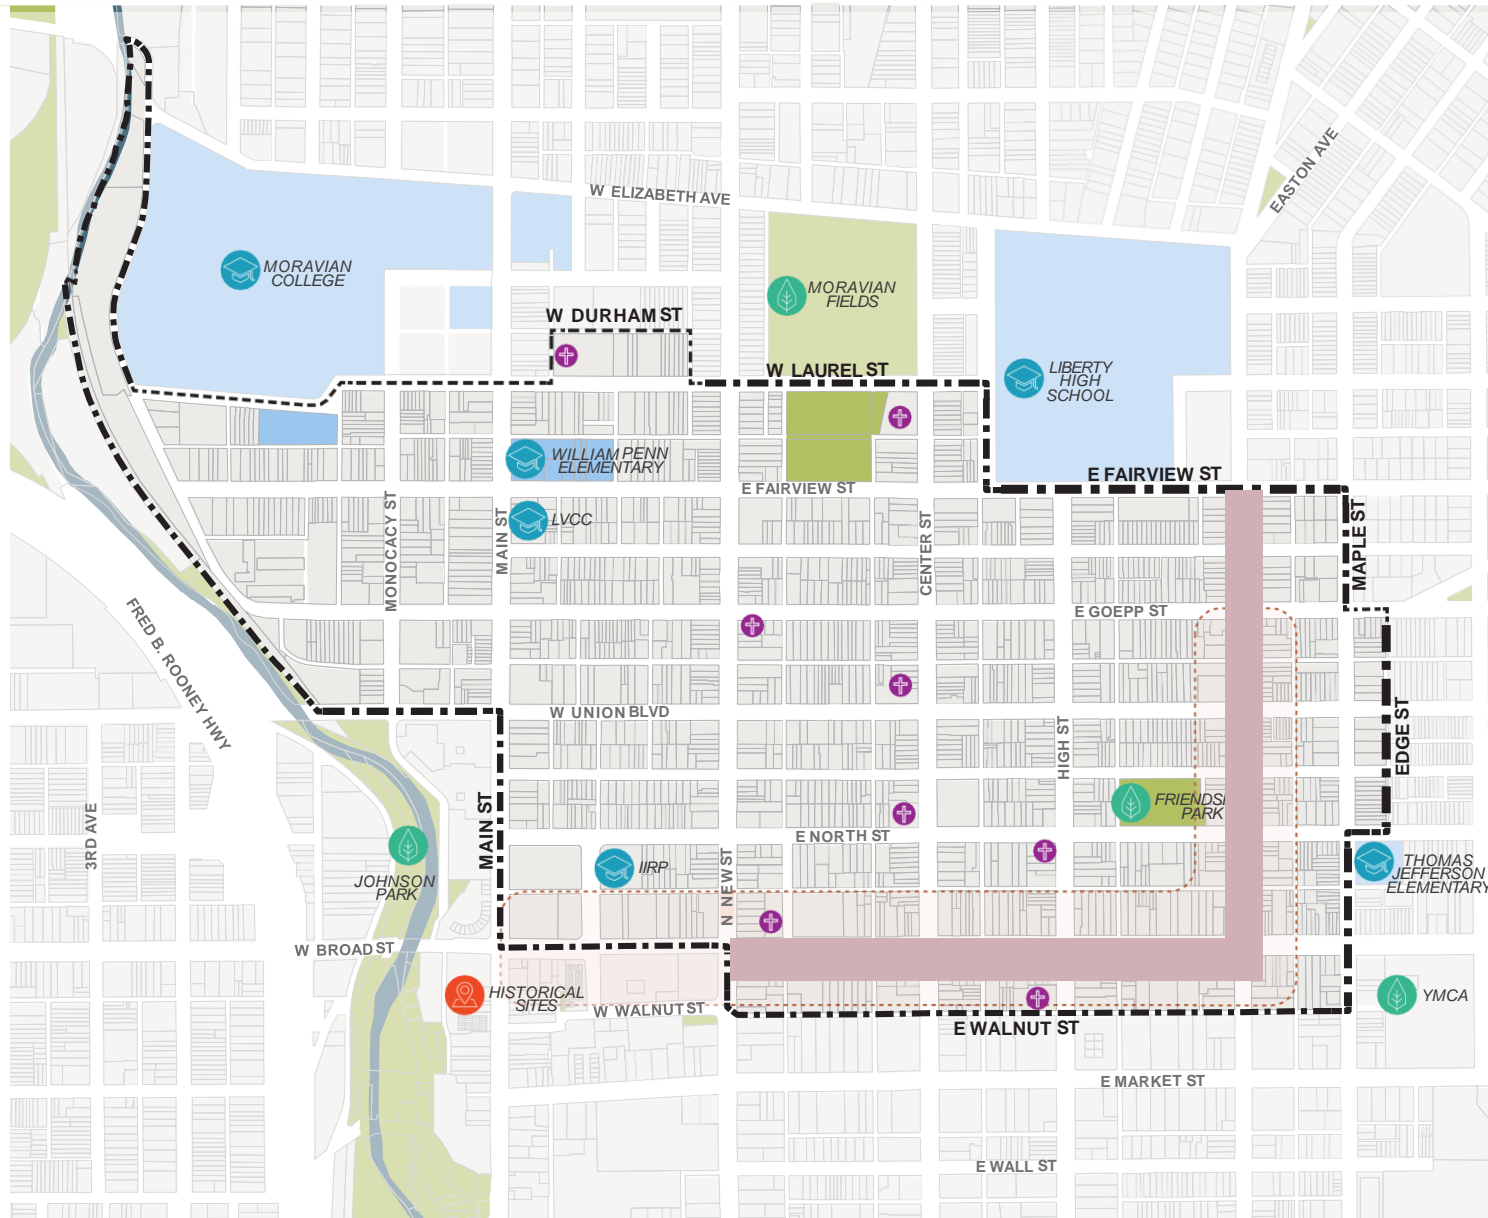 W ELIZABETH AVE
EASTON AVE
MORAVIAN
COLLEGE
MORAVIAN
FIELDS
W DURHAM ST
W LAUREL ST
LIBERTY
HIGH
SCHOOL
WILLIAM PENN
ELEMENTARY
E FAIRVIEW ST
E FAIRVIEW ST
MONOCACY ST
MAIN ST
LVCC
CENTER ST
MAPLE ST
E GOEPP ST
FRED B. ROONEY HWY
W UNION BLVD
HIGH ST
EDGE ST
3RD AVE
MAIN ST
FRIENDS
PARK
E NORTH ST
JOHNSON
PARK
IIRP
N NEW ST
THOMAS
JEFFERSON
ELEMENTARY
W BROAD ST
HISTORICAL
SITES
W WALNUT ST
YMCA
E WALNUT ST
E MARKET ST
E WALL ST